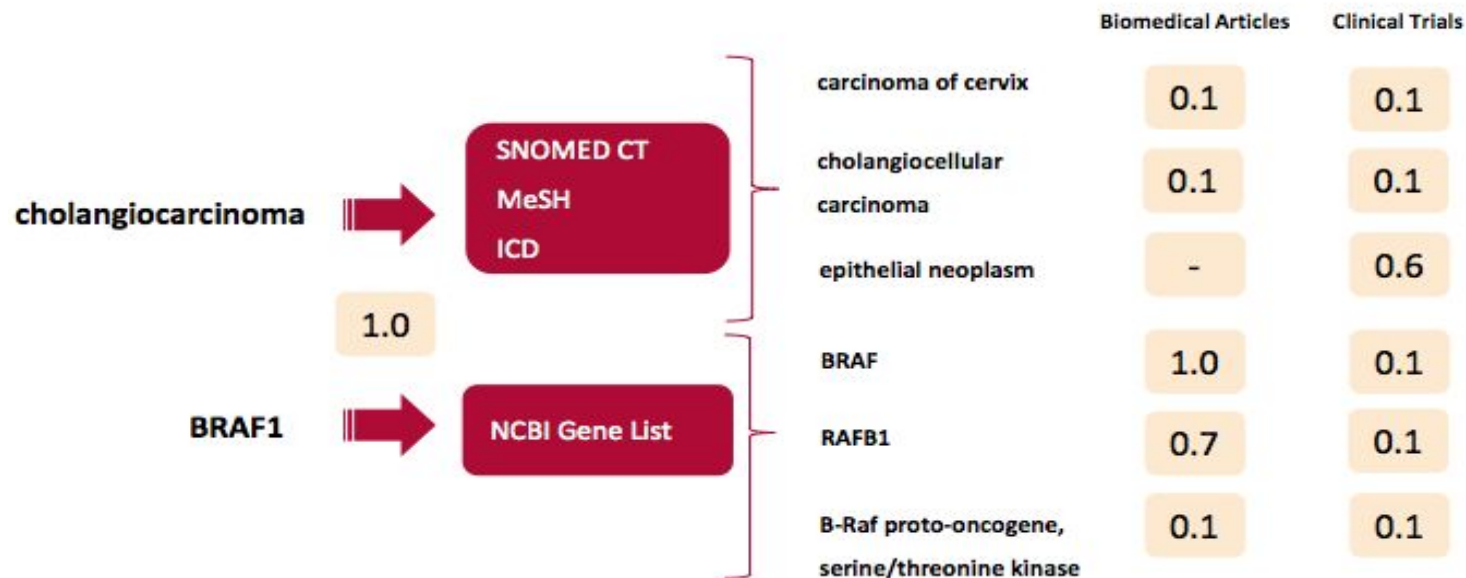 Biomedical Articles Clinical Trials
carcinoma of cervix 0.1 0.1
SNOMED CT
MeSH
ICD
cholangiocellular
carcinoma
0.1 0.1
cholangiocarcinoma
epithelial neoplasm - 0.6
1.0
BRAF 1.0 0.1
BRAF1
NCBI Gene List
RAFB1 0.7 0.1
B-Raf proto-oncogene,
serine/threonine kinase
0.1 0.1